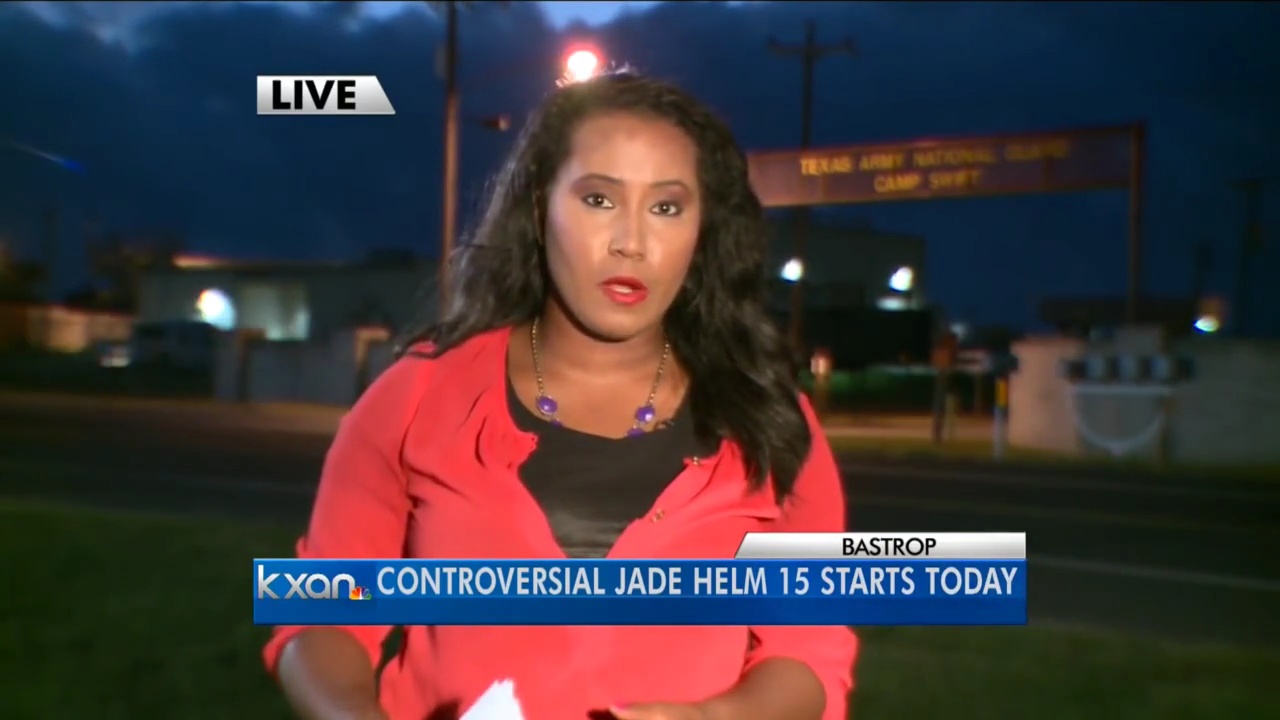 LIVE
TEXAS ARMY NATIONAL GUARD
CAMP SWIFT
BASTROP
kxan CONTROVERSIAL JADE HELM 15 STARTS TODAY